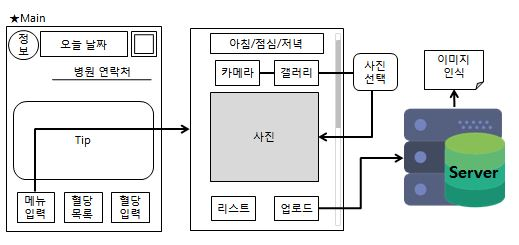 ★Main
정
보
오늘 날짜
병원 연락처
Tip
메뉴
입력
혈당
목록
혈당
입력
아침/점심/저녁
카메라
갤러리
사진
리스트
업로드
사진
선택
이미지
인식
Server